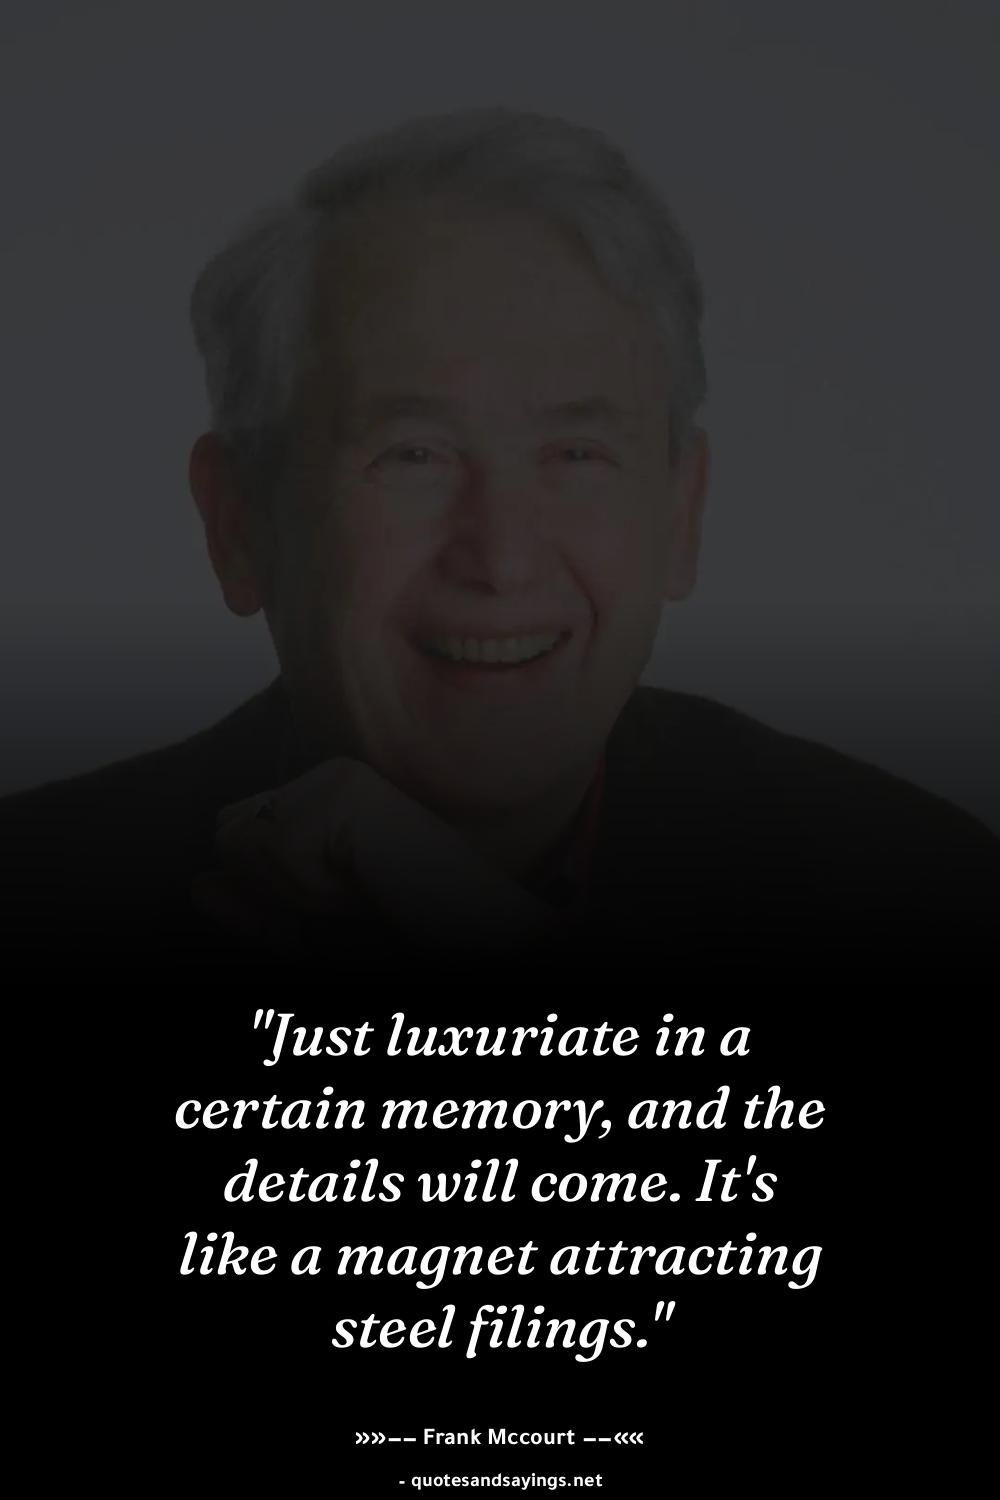 "Just luxuriate in a
certain memory, and the
details will come. It's
like a magnet attracting
steel filings."
»»—— Frank Mccourt ——««
- quotesandsayings.net